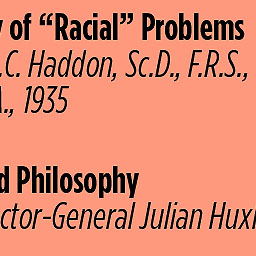 y of “Racial” Problems
.C. Haddon, Sc.D., F.R.S.,
A., 1935
d Philosophy
ctor-General Julian Huxl